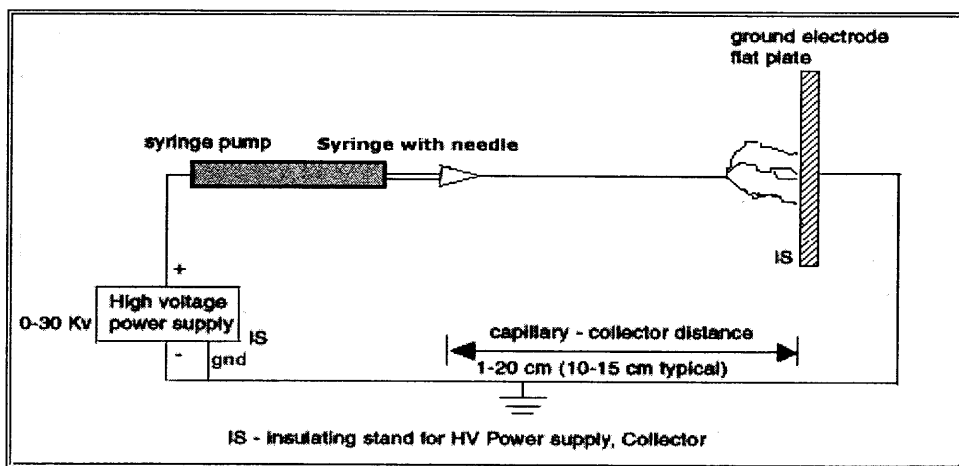 ground electrode
flat plate
syringe pump
Syringe with needle
IS
+
High voltage
power supply
0-30 Kv
IS
-
gnd
capillary - collector distance
1-20 cm (10-15 cm typical)
IS - insulating stand for HV Power supply, Collector